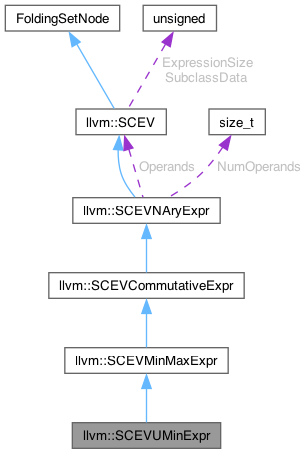 FoldingSetNode
unsigned
ExpressionSize
SubclassData
llvm::SCEV
size_t
Operands
NumOperands
llvm::SCEVNAryExpr
llvm::SCEVCommutativeExpr
llvm::SCEVMinMaxExpr
llvm::SCEVUMinExpr